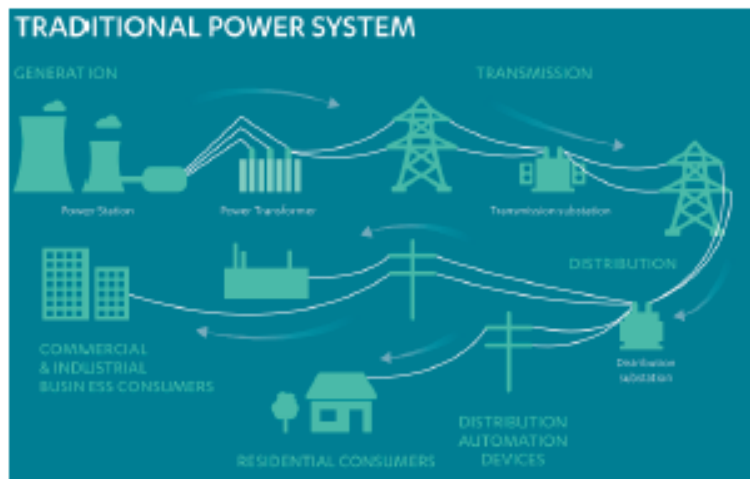 TRADITIONAL POWER SYSTEM
GENERATION
TRANSMISSION
Power Station
Power Transformer
Transmission substation
DISTRIBUTION
Distribution
substation
COMMERCIAL
& INDUSTRIAL
BUSINESS CONSUMERS
DISTRIBUTION
AUTOMATION
DEVICES
RESIDENTIAL CONSUMERS